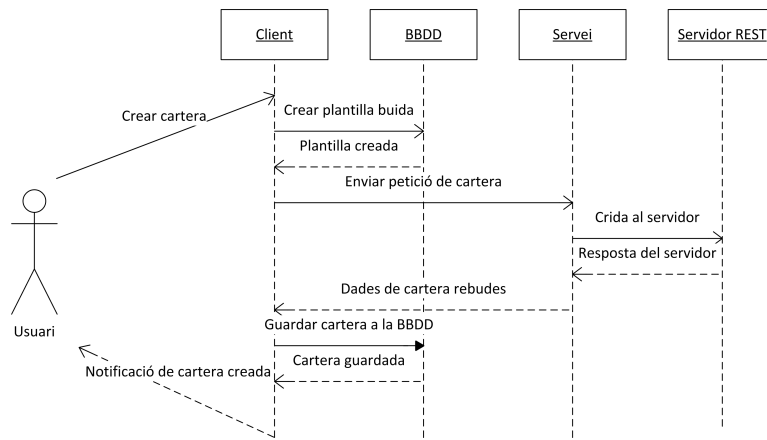 Client
BBDD
Servei
Servidor REST
Crear cartera
Crear plantilla buida
Plantilla creada
Enviar petició de cartera
Crida al servidor
Resposta del servidor
Dades de cartera rebudes
Usuari
Guardar cartera a la BBDD
Cartera guardada
Notificació de cartera creada